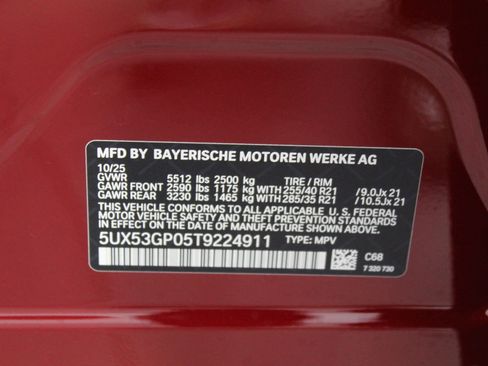 MFD BY BAYERISCHE MOTOREN WERKE AG
10/25
GVWR 5512 lbs 2500 kg TIRE / RIM
GAWR FRONT 2590 lbs 1175 kg with 255/40 R21 /9.0Jx 21
GAWR REAR 3230 lbs 1465 kg with 285/35 R21 /10.5Jx 21
THIS VEHICLE CONFORMS TO ALL APPLICABLE U. S. FEDERAL
MOTOR VEHICLE SAFETY, BUMPER, AND THEFT PREVENTION STANDARDS
IN EFFECT ON THE DATE OF MANUFACTURE SHOWN ABOVE.
5UX53GP05T9224911 TYPE: MPV
C68
7 320 730